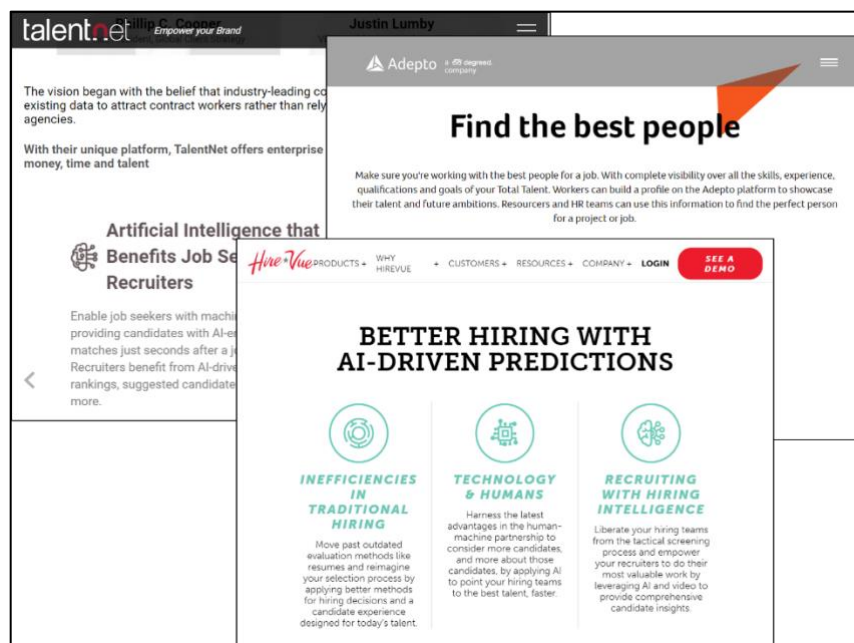 Phillip C. Cooper
Justin Lumby
talentnet Empower your Brand
The vision began with the belief that industry-leading
existing data to attract contract workers rather than rely
agencies.
With their unique platform, TalentNet offers enterprise
money, time and talent
Artificial Intelligence that
Benefits Job
Recruiters
Enable job seekers with
providing candidates with
matches just seconds after a
Recruiters benefit from
rankings, suggested
more.
Adepto a degreed
company
Find the best people
Make sure you're working with the best people for a job. With complete visibility over all the skills, experience,
qualifications and goals of your Total Talent. Workers can build a profile on the Adepto platform to showcase
their talent and future ambitions. Resourcers and HR teams can use this information to find the perfect person
for a project or job.
Hire Vue PRODUCTS + WHY HIREVUE + CUSTOMERS + RESOURCES + COMPANY + LOGIN SEE A DEMO
BETTER HIRING WITH
AI-DRIVEN PREDICTIONS
INEFFICIENCIES
IN
TRADITIONAL
HIRING
Move past outdated
evaluation methods like
resumes and reimagine
your selection process by
applying better methods
for hiring decisions and a
candidate experience
designed for today's talent.
TECHNOLOGY
& HUMANS
Harness the latest
advantages in the human-
machine partnership to
consider more candidates,
and more about those
candidates, by applying AI
to point your hiring teams
to the best talent, faster.
RECRUITING
WITH HIRING
INTELLIGENCE
Liberate your hiring teams
from the tactical screening
process and empower
your recruiters to do their
most valuable work by
leveraging AI and video to
provide comprehensive
candidate insights.